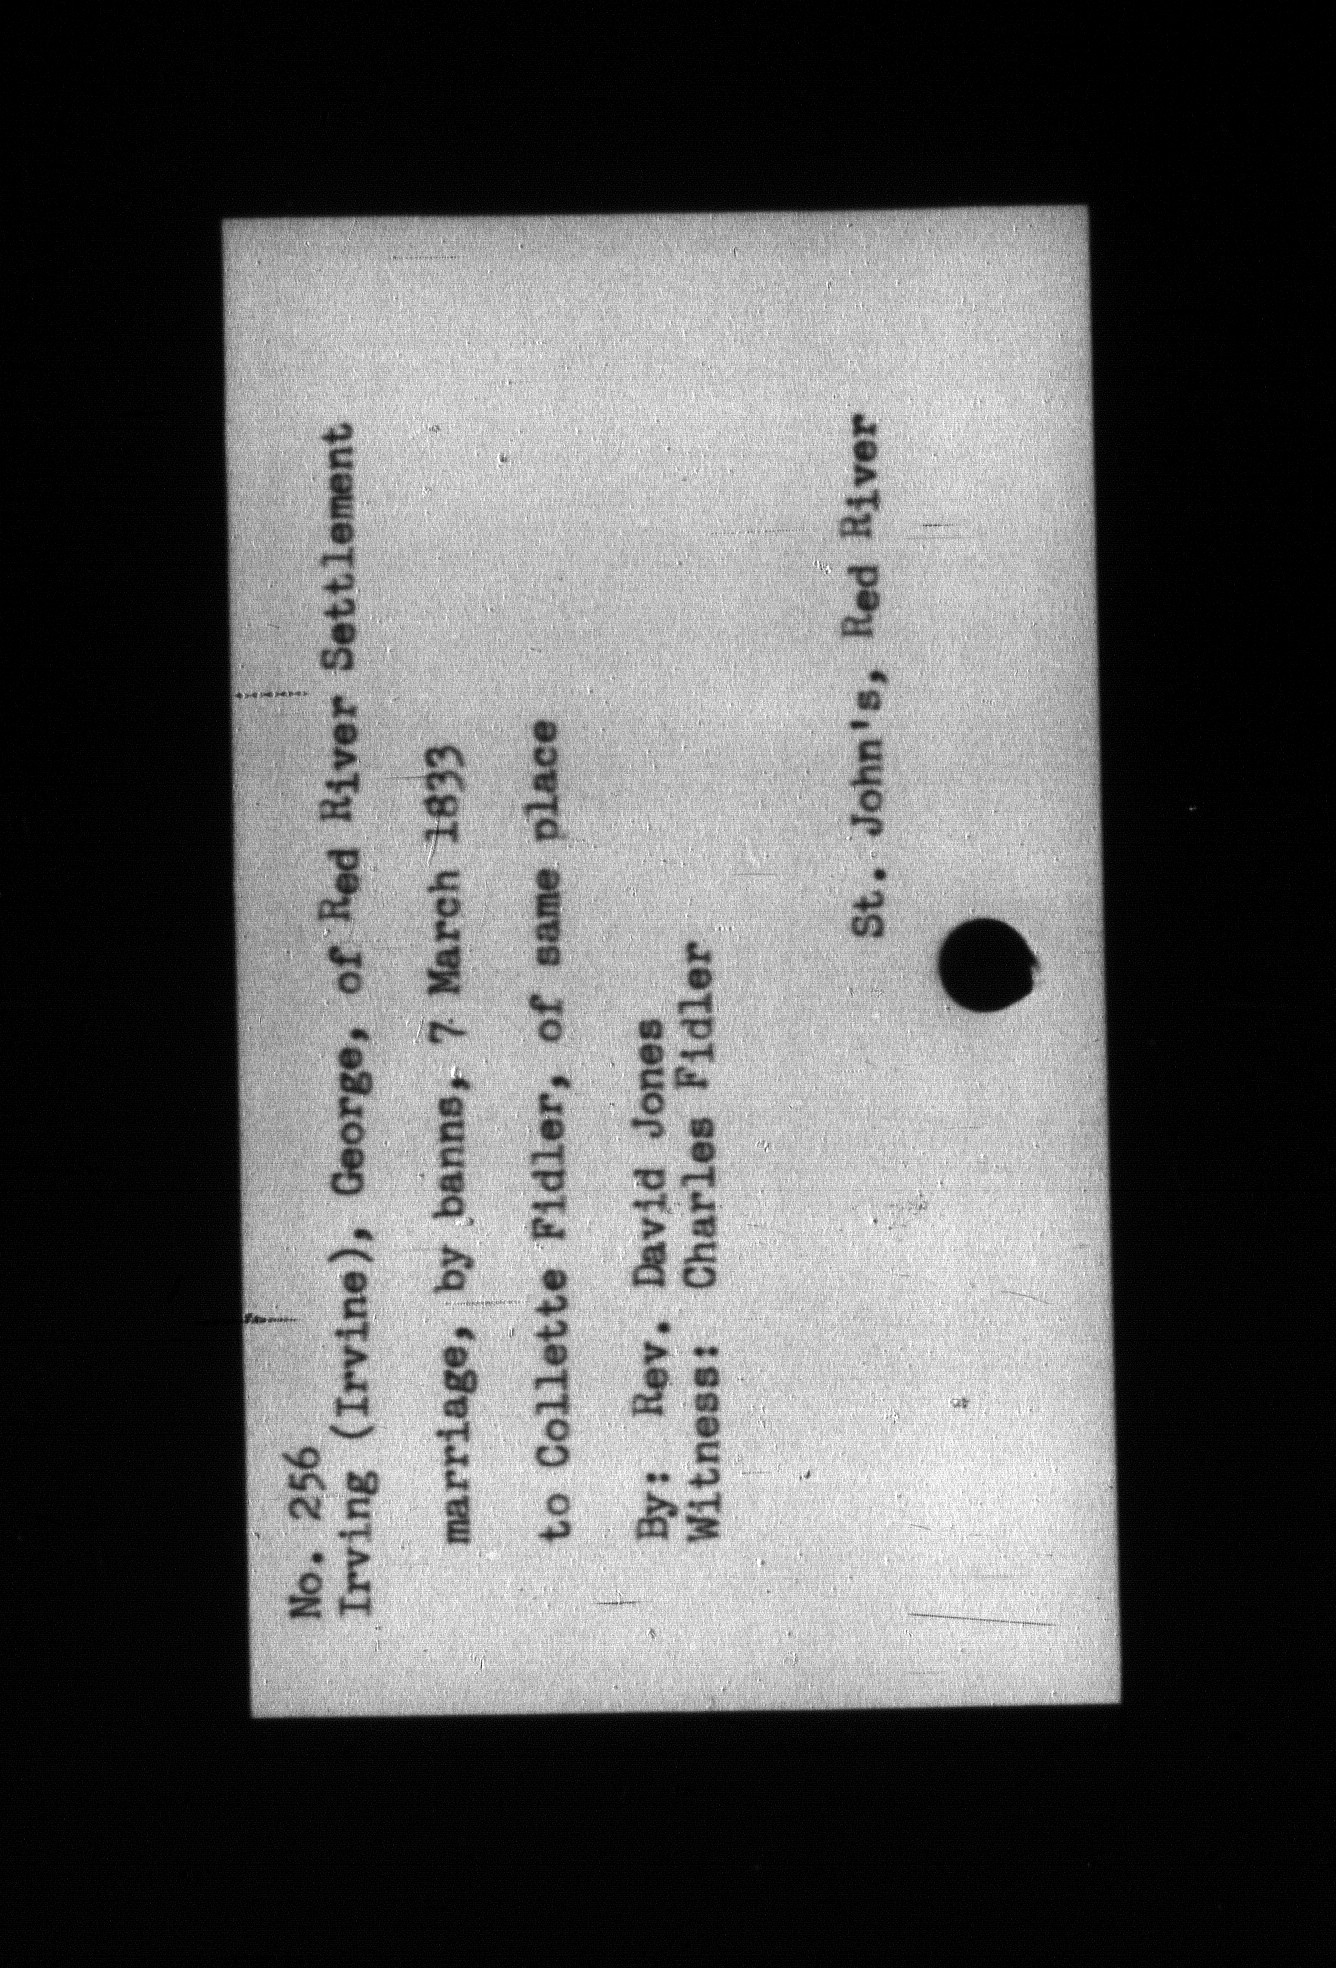 No. 256
Irving (Irvine), George, of Red River Settlement
marriage, by banns, 7 March 1833
to Collette Fidler, of same place
By: Rev. David Jones
Witness: Charles Fidler
St. John's, Red River